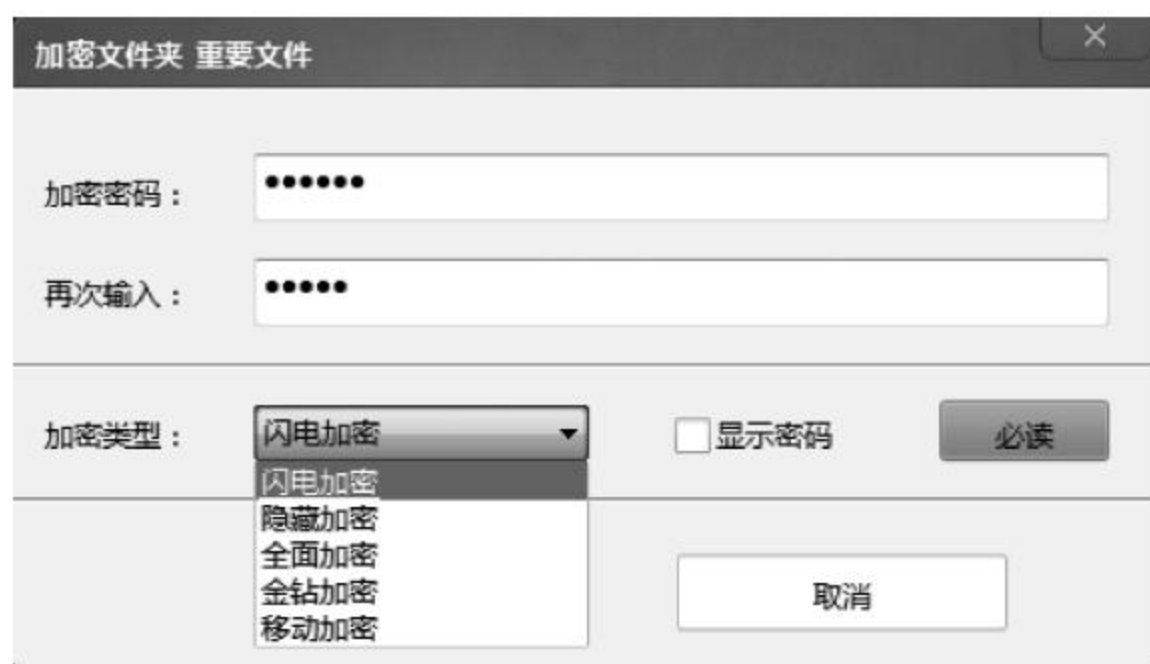 加密文件夹 重要文件
加密密码：
••••••
再次输入：
•••••
加密类型：
闪电加密
显示密码
必读
闪电加密
隐藏加密
全面加密
金钻加密
移动加密
取消